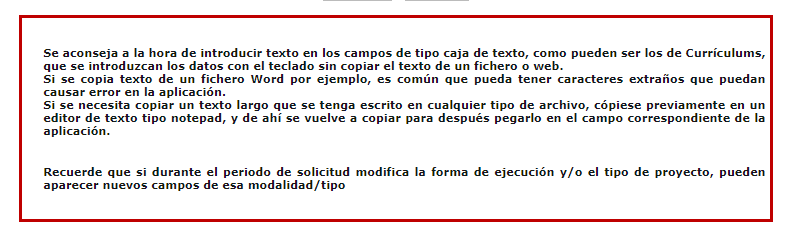 Se aconseja a la hora de introducir texto en los campos de tipo caja de texto, como pueden ser los de Currículums,
que se introduzcan los datos con el teclado sin copiar el texto de un fichero o web.
Si se copia texto de un fichero Word por ejemplo, es común que pueda tener caracteres extraños que puedan
causar error en la aplicación.
Si se necesita copiar un texto largo que se tenga escrito en cualquier tipo de archivo, cópiese previamente en un
editor de texto tipo notepad, y de ahí se vuelve a copiar para después pegarlo en el campo correspondiente de la
aplicación.
Recuerde que si durante el periodo de solicitud modifica la forma de ejecución y/o el tipo de proyecto, pueden
aparecer nuevos campos de esa modalidad/tipo